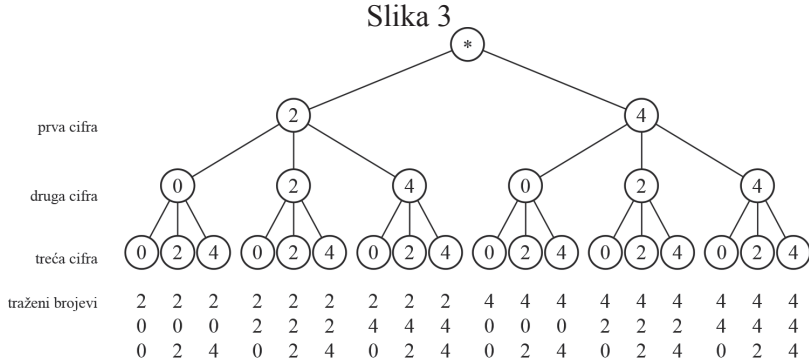 Slika 3
*
prva cifra 2 4
druga cifra 0 2 4 0 2 4
treća cifra 0 2 4 0 2 4 0 2 4 0 2 4 0 2 4 0 2 4
traženi brojevi 2 2 2 2 2 2 2 2 2 4 4 4 4 4 4 4 4 4
0 0 0 2 2 2 4 4 4 0 0 0 2 2 2 4 4 4
0 2 4 0 2 4 0 2 4 0 2 4 0 2 4 0 2 4